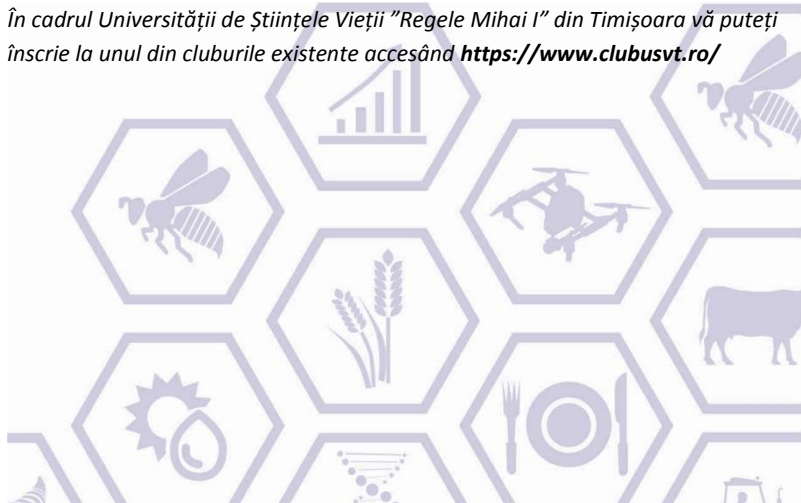 În cadrul Universității de Științele Vieții ”Regele Mihai I” din Timișoara vă puteți
înscrie la unul din cluburile existente accesând https://www.clubusvt.ro/